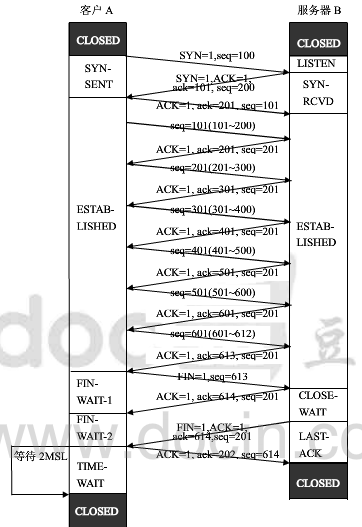 客户 A
服务器 B
CLOSED
CLOSED
SYN=1,seq=100
LISTEN
SYN-
SENT
SYN=1,ACK=1,
ack=101, seq=200
SYN-
RCVD
ACK=1, ack=201, seq=101
seq=101(101~200)
ACK=1, ack=201, seq=201
seq=201(201~300)
ACK=1, ack=301, seq=201
seq=301(301~400)
ESTAB-
LISHED
ESTAB-
LISHED
ACK=1, ack=401, seq=201
seq=401(401~500)
ACK=1, ack=501, seq=201
seq=501(501~600)
ACK=1, ack=601, seq=201
seq=601(601~612)
ACK=1, ack=613, seq=201
FIN=1,seq=613
FIN-
WAIT-1
ACK=1, ack=614, seq=201
CLOSE-
WAIT
FIN-
WAIT-2
FIN=1,ACK=1,
ack=614,seq=201
LAST-
ACK
等待 2MSL
ACK=1, ack=202, seq=614
TIME-
WAIT
CLOSED
CLOSED
docin
豆
www.docin.com